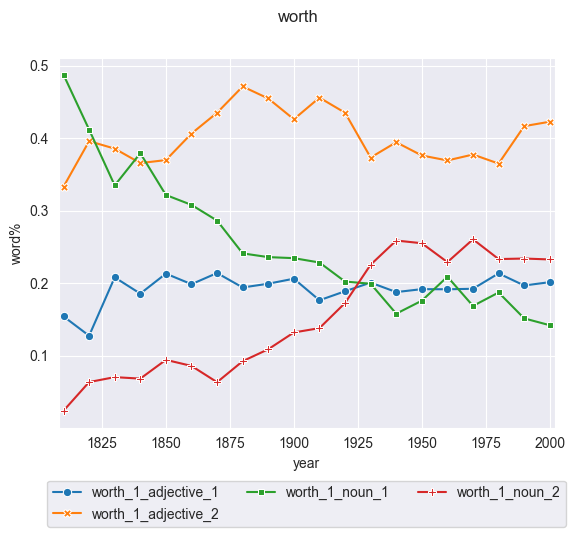 worth
0.5
0.4
0.3
0.2
0.1
word%
1825 1850 1875 1900 1925 1950 1975 2000
year
worth_1_adjective_1 worth_1_noun_1 worth_1_noun_2
worth_1_adjective_2